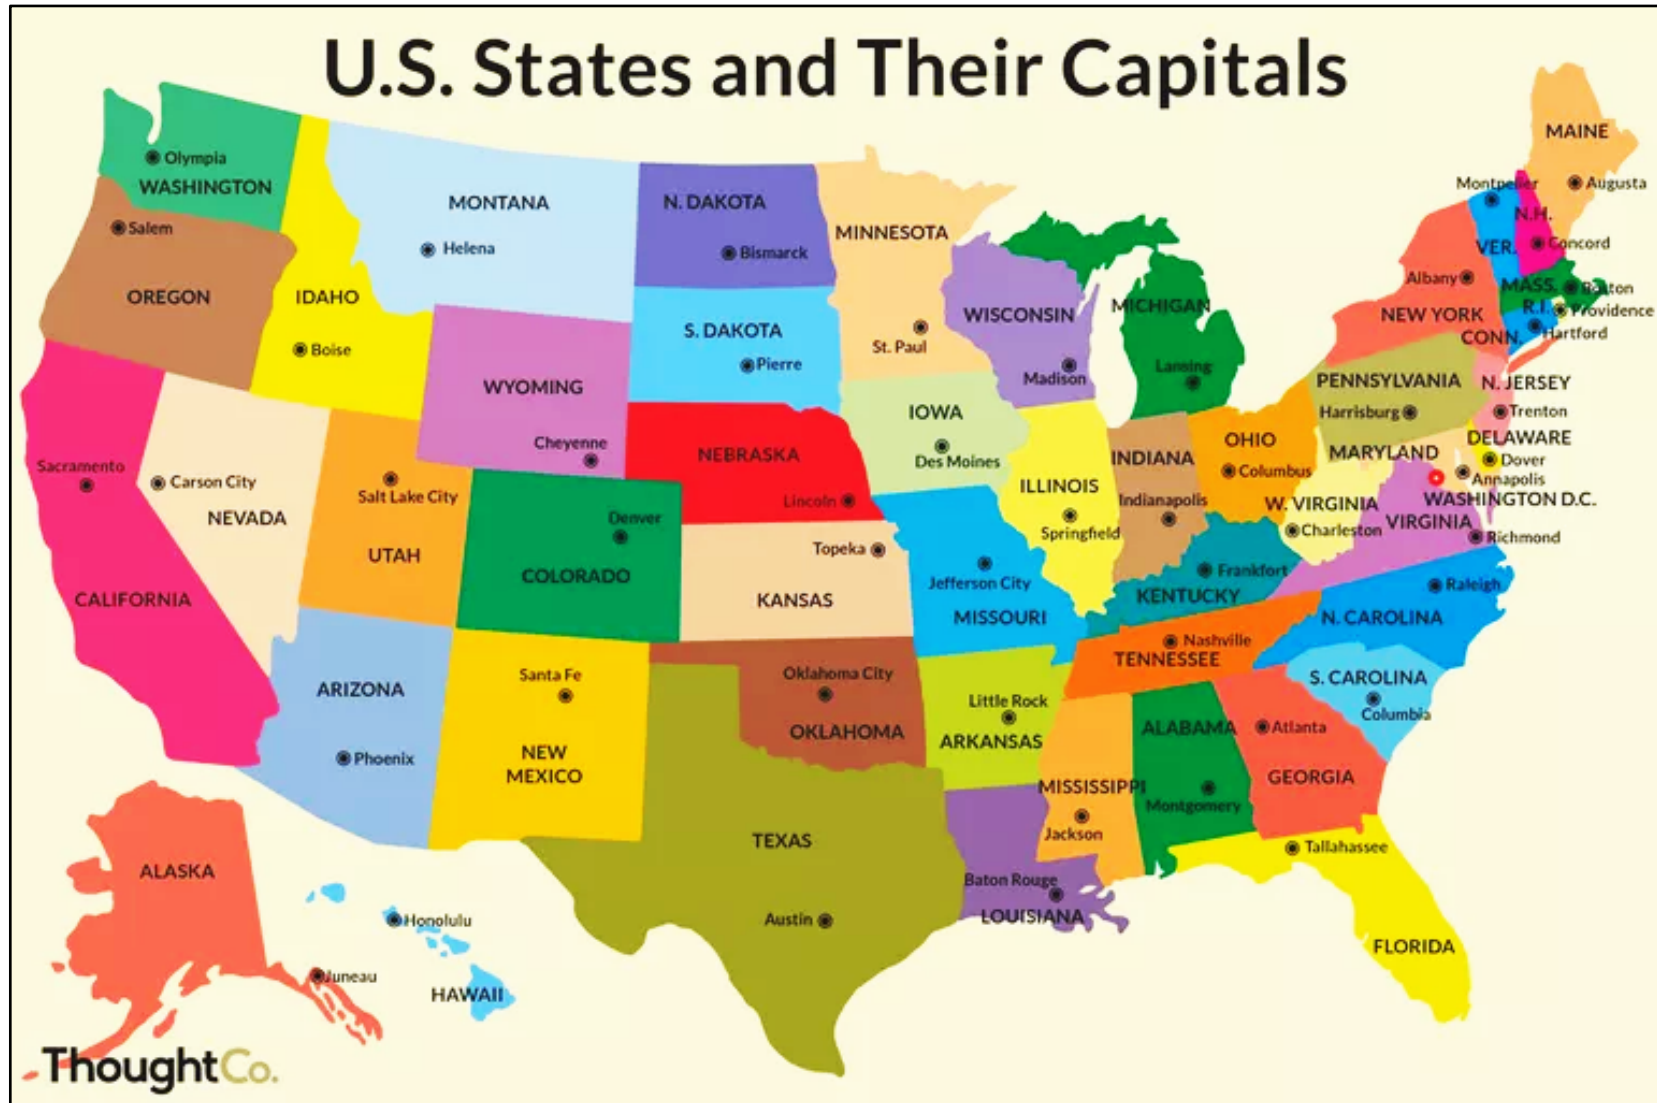 U.S. States and Their Capitals
MAINE
Olympia
WASHINGTON
Montpelier
Augusta
MONTANA
N. DAKOTA
N.H.
Salem
MINNESOTA
Helena
Bismarck
VER.
Concord
Albany
MASS.
Boston
OREGON
IDAHO
MICHIGAN
WISCONSIN
NEW YORK
R.I.
Providence
S. DAKOTA
CONN.
Hartford
Boise
St. Paul
Pierre
Lansing
Madison
PENNSYLVANIA
N. JERSEY
WYOMING
IOWA
Harrisburg
Trenton
Cheyenne
OHIO
DELAWARE
NEBRASKA
INDIANA
MARYLAND
Sacramento
Des Moines
Columbus
Dover
Carson City
Salt Lake City
ILLINOIS
Annapolis
Lincoln
Indianapolis
W. VIRGINIA
WASHINGTON D.C.
NEVADA
Denver
Springfield
Charleston
VIRGINIA
Richmond
UTAH
Topeka
COLORADO
Jefferson City
Frankfort
Raleigh
CALIFORNIA
KANSAS
MISSOURI
KENTUCKY
N. CAROLINA
Nashville
TENNESSEE
ARIZONA
Santa Fe
Oklahoma City
S. CAROLINA
Little Rock
Columbia
OKLAHOMA
ARKANSAS
ALABAMA
Atlanta
Phoenix
NEW
MEXICO
MISSISSIPPI
GEORGIA
Montgomery
TEXAS
Jackson
Tallahassee
ALASKA
Baton Rouge
Honolulu
Austin
LOUISIANA
FLORIDA
Juneau
HAWAII
ThoughtCo.